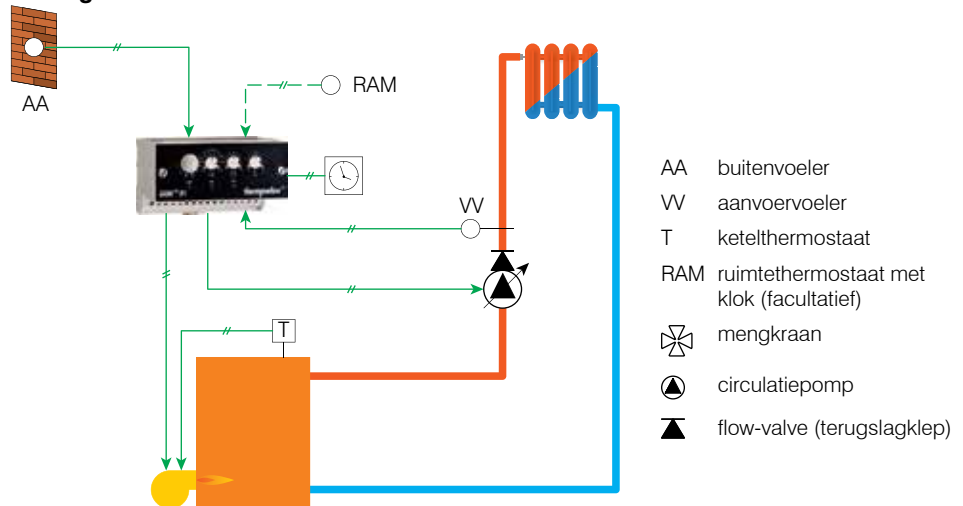 g
AA
RAM
VV
T
AA buitenvoeler
VV aanvoervoeler
T ketelthermostaat
RAM ruimtethermostaat met
klok (facultatief)
mengkraan
circulatiepomp
flow-valve (terugslagklep)